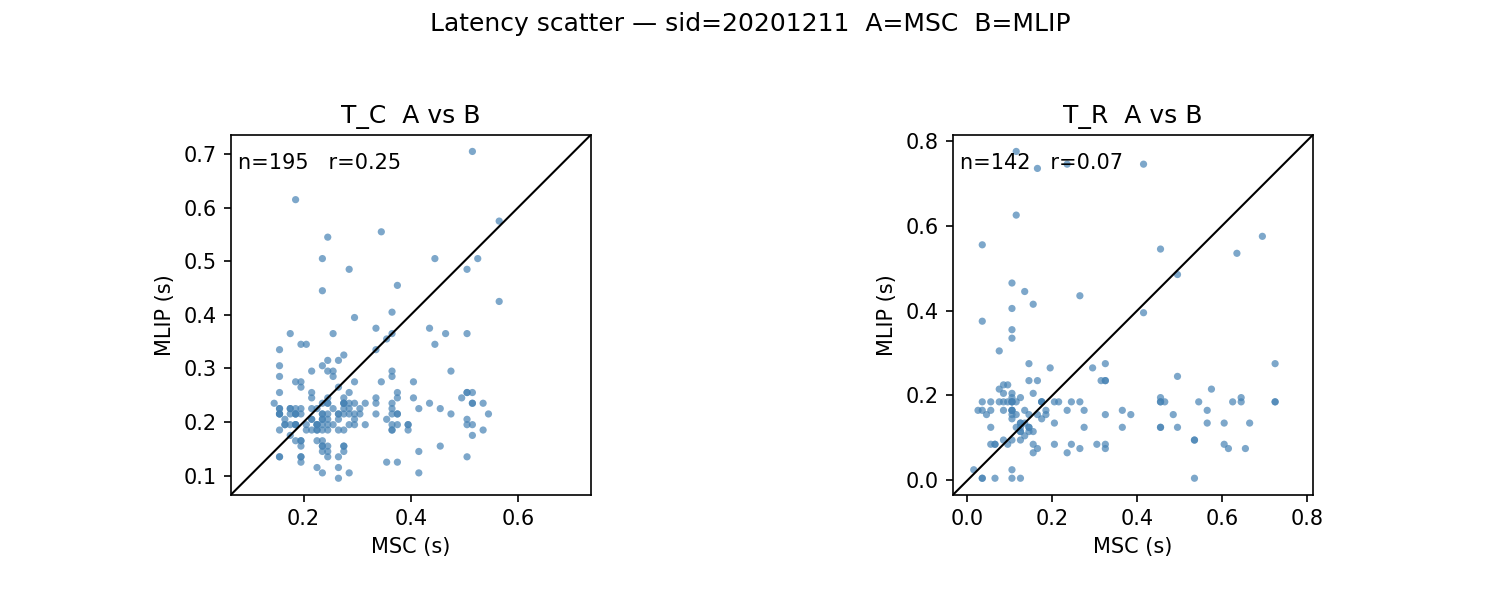 Latency scatter — sid=20201211  A=MSC  B=MLIP
T_C  A vs B
n=195   r=0.25
0.7
0.6
0.5
0.4
0.3
0.2
0.1
MLIP (s)
0.2 0.4 0.6
MSC (s)
T_R  A vs B
n=142   r=0.07
0.8
0.6
0.4
0.2
0.0
MLIP (s)
0.0 0.2 0.4 0.6 0.8
MSC (s)